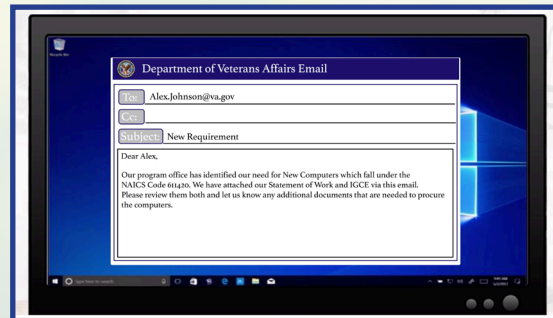 Department of Veterans Affairs Email
To: Alex.Johnson@va.gov
Cc:
Subject: New Requirement
Dear Alex,
Our program office has identified our need for New Computers which fall under the
NAICS Code 611420. We have attached our Statement of Work and IGCE via this email.
Please review them both and let us know any additional documents that are needed to procure
the computers.
Type here to search